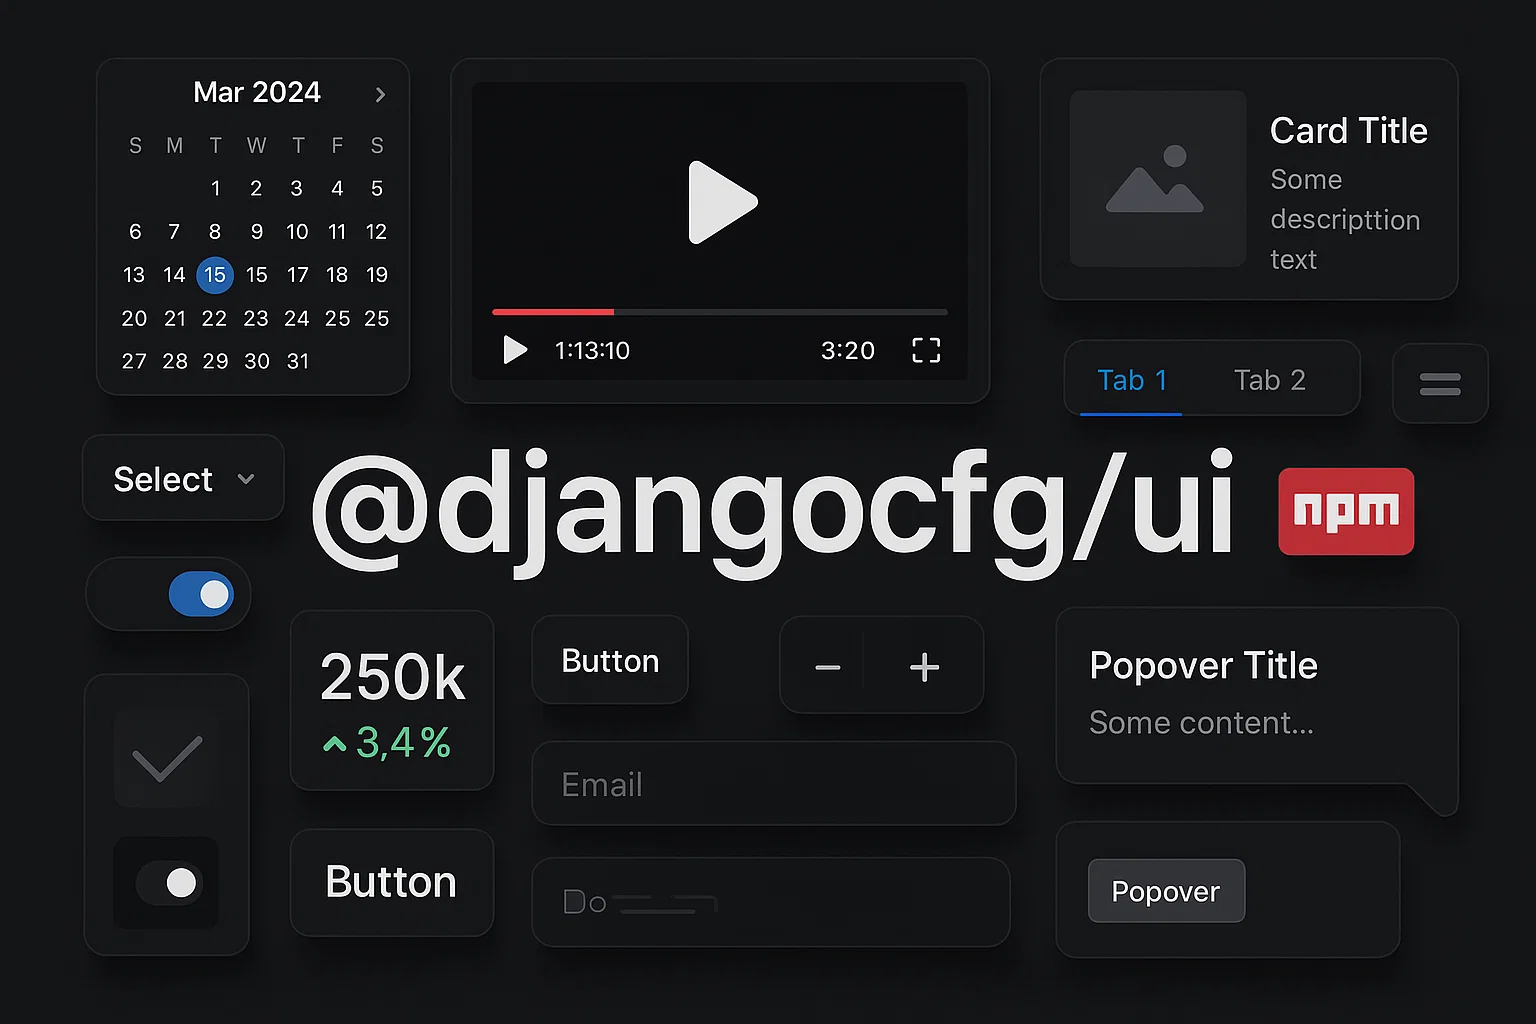 Mar 2024
S M T W T F S
1 2 3 4 5
6 7 8 9 10 11 12
13 14 15 15 17 18 19
20 21 22 23 24 25 25
27 28 29 30 31
1:13:10 3:20
Card Title
Some
descripttion
text
Tab 1 Tab 2
Select
@djangocfg/ui
npm
250k
3,4%
Button
Button
Email
Popover Title
Some content...
Popover